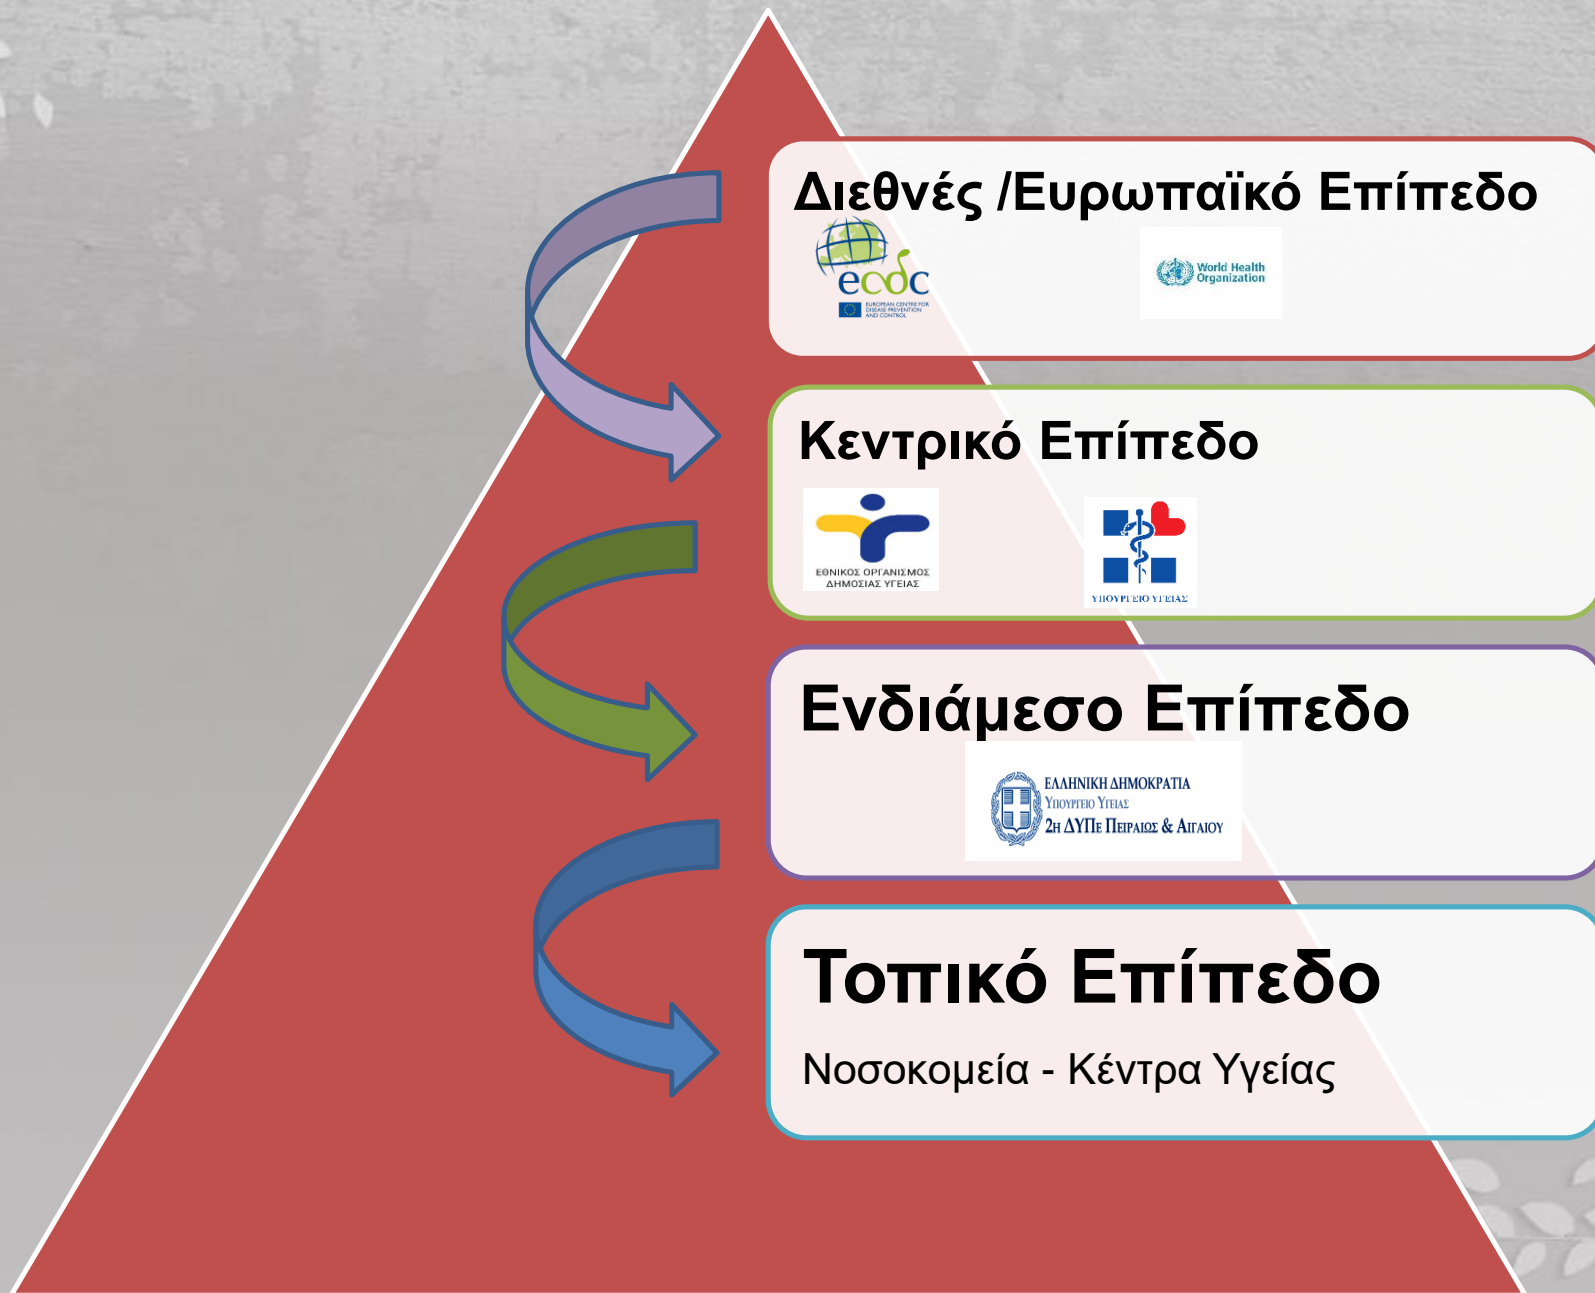 Διεθνές /Ευρωπαϊκό Επίπεδο
ecdc
EUROPEAN CENTRE FOR
DISEASE PREVENTION
AND CONTROL
World Health
Organization
Κεντρικό Επίπεδο
ΕΘΝΙΚΟΣ ΟΡΓΑΝΙΣΜΟΣ
ΔΗΜΟΣΙΑΣ ΥΓΕΙΑΣ
ΥΠΟΥΡΓΕΙΟ ΥΓΕΙΑΣ
Ενδιάμεσο Επίπεδο
ΕΛΛΗΝΙΚΗ ΔΗΜΟΚΡΑΤΙΑ
Υπουργείο Υγείας
2η ΔΥΠε Πειραιώς & Αιγαίου
Τοπικό Επίπεδο
Νοσοκομεία - Κέντρα Υγείας